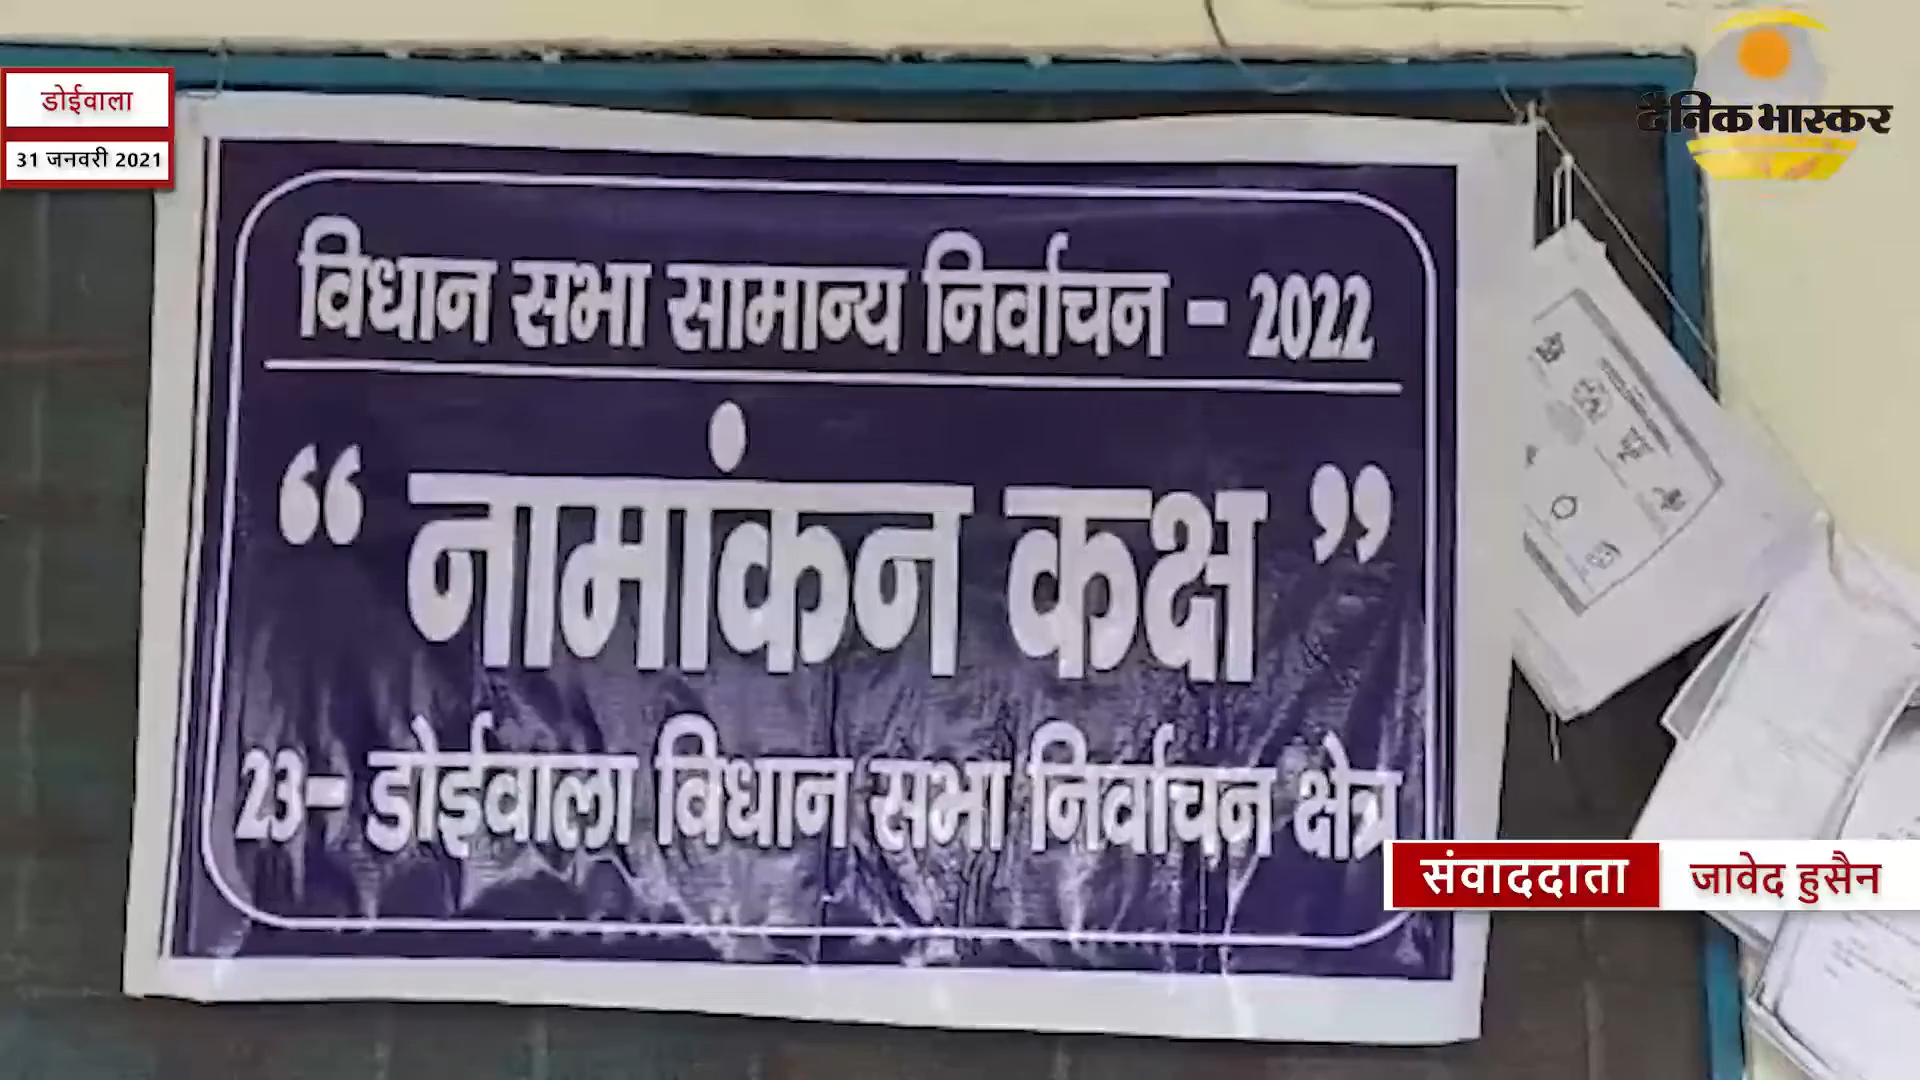 डोईवाला
31 जनवरी 2021
दैनिक भास्कर
विधान सभा सामान्य निर्वाचन - 2022
“ नामांकन कक्ष ”
23- डोईवाला विधान सभा निर्वाचन क्षेत्र
संवाददाता
जावेद हुसैन